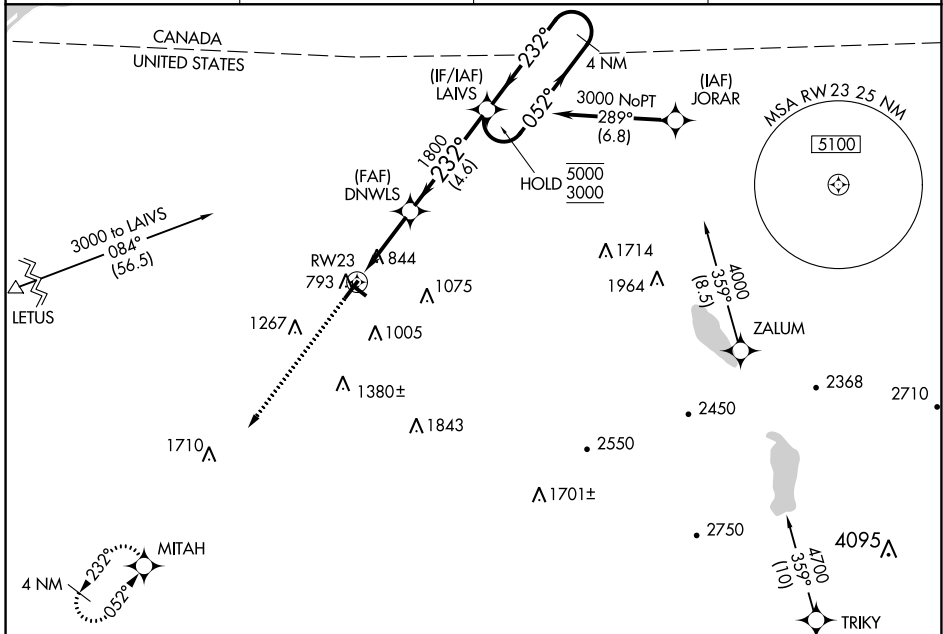 CANADA
UNITED STATES
232°
4 NM
(IF/IAF)
LAIVS
052°
3000 NoPT
289°
(6.8)
(IAF)
JORAR
MSA RW 23 25 NM
5100
1800
232°
(4.6)
HOLD 5000
3000
(FAF)
DNWLS
3000 to LAIVS
084°
(56.5)
LETUS
RW23
793
844
1075
1714
1964
4000
359°
(8.5)
ZALUM
1267
1005
1380±
2368
2710
2450
1843
2550
1710
1701±
2750
4095
4700
359°
(10)
TRIKY
MITAH
232°
052°
4 NM